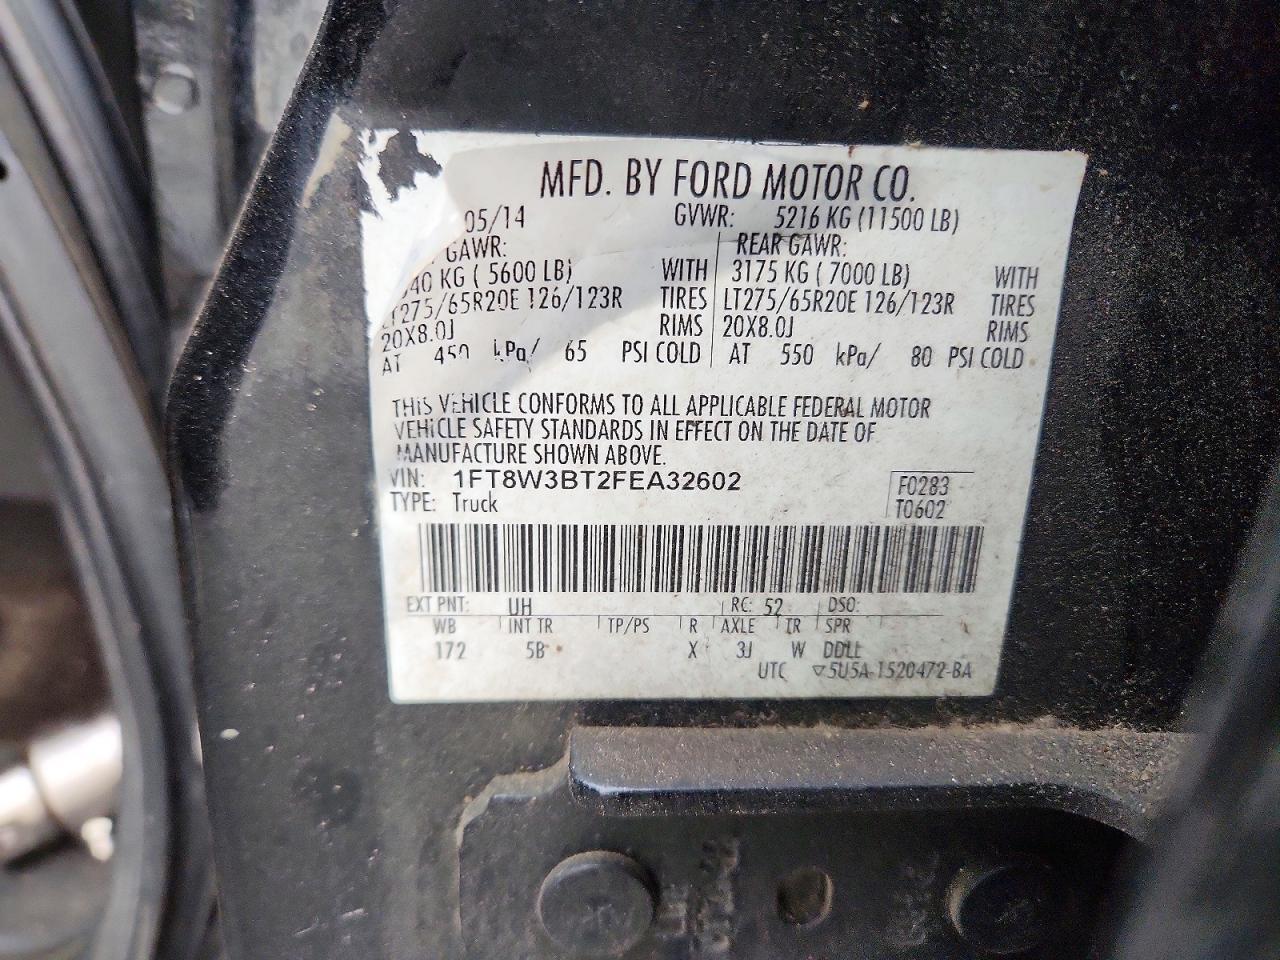 MFD. BY FORD MOTOR CO.
05/14 GVWR: 5216 KG (11500 LB)
GAWR: REAR GAWR:
40 KG ( 5600 LB) WITH 3175 KG ( 7000 LB) WITH
LT275/65R20E 126/123R TIRES LT275/65R20E 126/123R TIRES
20X8.0J RIMS 20X8.0J RIMS
AT 450 kPa/ 65 PSI COLD AT 550 kPa/ 80 PSI COLD
THIS VEHICLE CONFORMS TO ALL APPLICABLE FEDERAL MOTOR
VEHICLE SAFETY STANDARDS IN EFFECT ON THE DATE OF
MANUFACTURE SHOWN ABOVE.
VIN: 1FT8W3BT2FEA32602 F0283
TYPE: Truck T0602
EXT PNT: UH RC: 52 DSO:
WB INT TR TP/PS R AXLE TR SPR
172 5B X 3J W DDLL
UTC ▽5U5A-1520472-BA